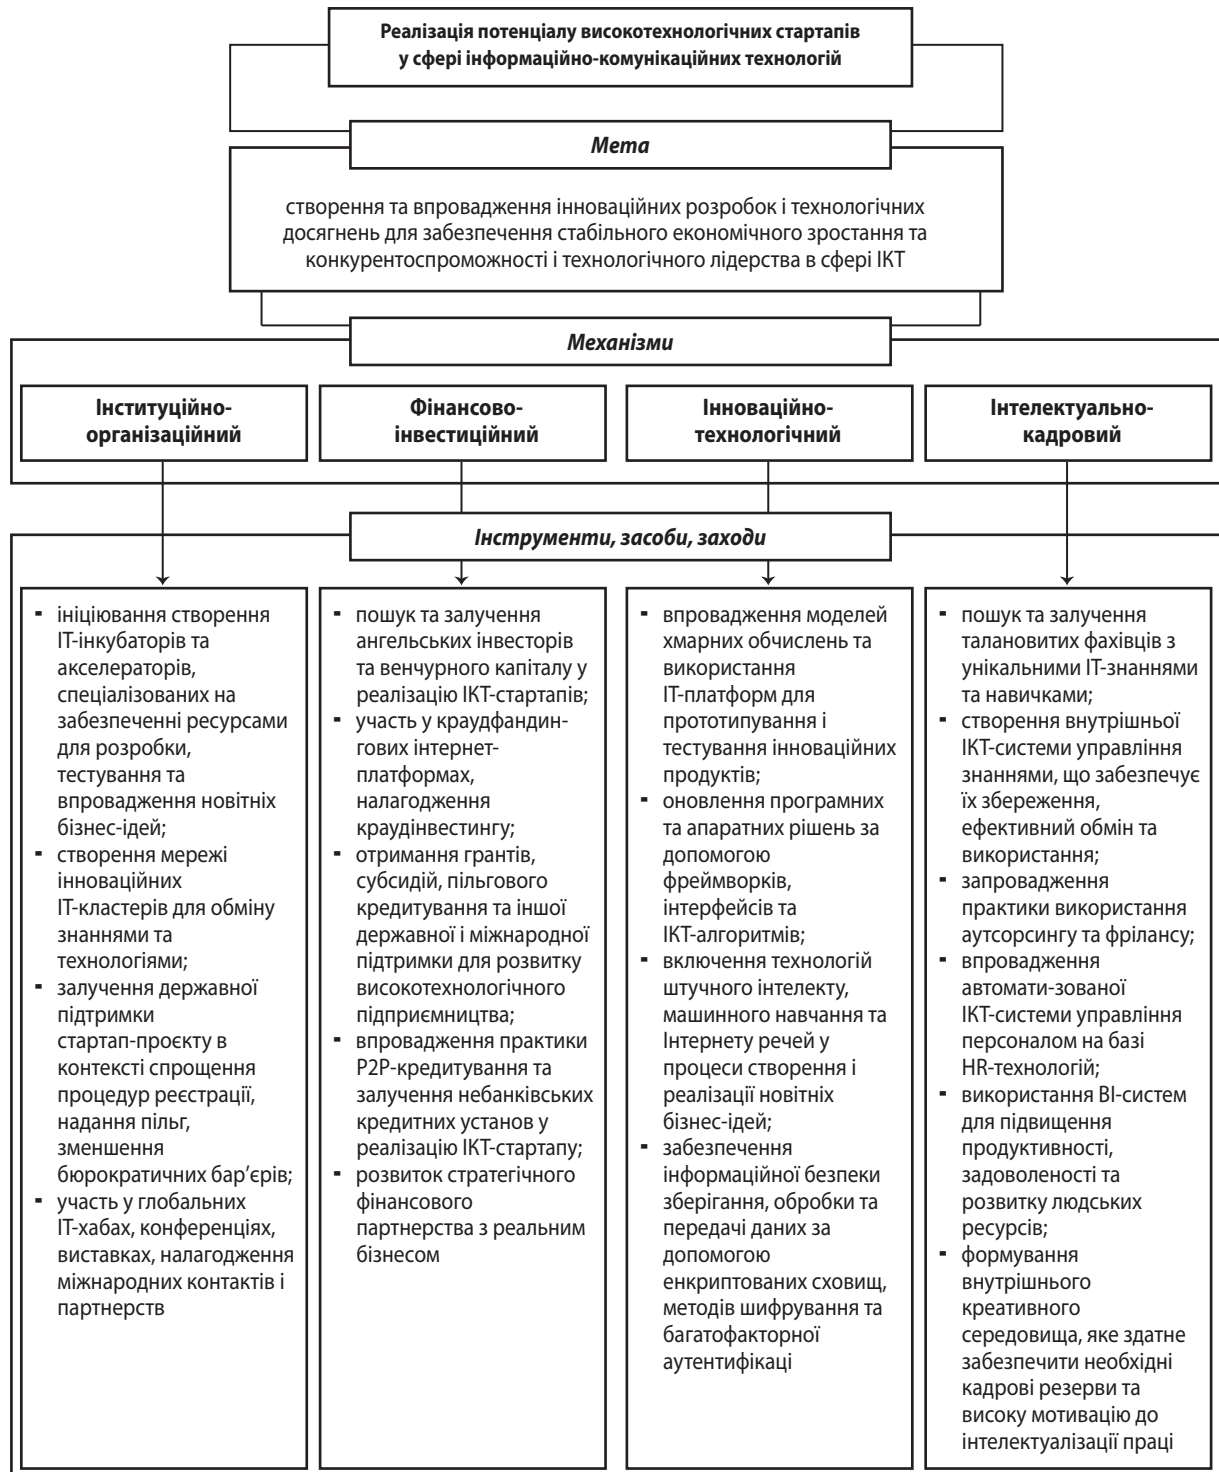 Реалізація потенціалу високотехнологічних стартапів
у сфері інформаційно-комунікаційних технологій
Мета
створення та впровадження інноваційних розробок і технологічних
досягнень для забезпечення стабільного економічного зростання та
конкурентоспроможності і технологічного лідерства в сфері ІКТ
Механізми
Інституційно-
організаційний
Фінансово-
інвестиційний
Інноваційно-
технологічний
Інтелектуально-
кадровий
Інструменти, засоби, заходи
- ініціювання створення
ІТ-інкубаторів та
акселераторів,
спеціалізованих на
забезпеченні ресурсами
для розробки,
тестування та
впровадження новітніх
бізнес-ідей;
- створення мережі
інноваційних
ІТ-кластерів для обміну
знаннями та
технологіями;
- залучення державної
підтримки
стартап-проєкту в
контексті спрощення
процедур реєстрації,
надання пільг,
зменшення
бюрократичних бар’єрів;
- участь у глобальних
ІТ-хабах, конференціях,
виставках, налагодження
міжнародних контактів і
партнерств
- пошук та залучення
ангельських інвесторів
та венчурного капіталу у
реалізацію ІКТ-стартапів;
- участь у краудфандин-
гових інтернет-
платформах,
налагодження
краудінвестингу;
- отримання грантів,
субсидій, пільгового
кредитування та іншої
державної і міжнародної
підтримки для розвитку
високотехнологічного
підприємництва;
- впровадження практики
P2P-кредитування та
залучення небанківських
кредитних установ у
реалізацію ІКТ-стартапу;
- розвиток стратегічного
фінансового
партнерства з реальним
бізнесом
- впровадження моделей
хмарних обчислень та
використання
ІТ-платформ для
прототипування і
тестування інноваційних
продуктів;
- оновлення програмних
та апаратних рішень за
допомогою
фреймворків,
інтерфейсів та
ІКТ-алгоритмів;
- включення технологій
штучного інтелекту,
машинного навчання та
Інтернету речей у
процеси створення і
реалізації новітніх
бізнес-ідей;
- забезпечення
інформаційної безпеки
зберігання, обробки та
передачі даних за
допомогою
енкриптованих сховищ,
методів шифрування та
багатофакторної
аутентифікаці
- пошук та залучення
талановитих фахівців з
унікальними ІТ-знаннями
та навичками;
- створення внутрішньої
ІКТ-системи управління
знаннями, що забезпечує
їх збереження,
ефективний обмін та
використання;
- запровадження
практики використання
аутсорсингу та фрілансу;
- впровадження
автомати-зованої
ІКТ-системи управління
персоналом на базі
HR-технологій;
- використання BI-систем
для підвищення
продуктивності,
задоволеності та
розвитку людських
ресурсів;
- формування
внутрішнього
креативного
середовища, яке здатне
забезпечити необхідні
кадрові резерви та
високу мотивацію до
інтелектуалізації праці